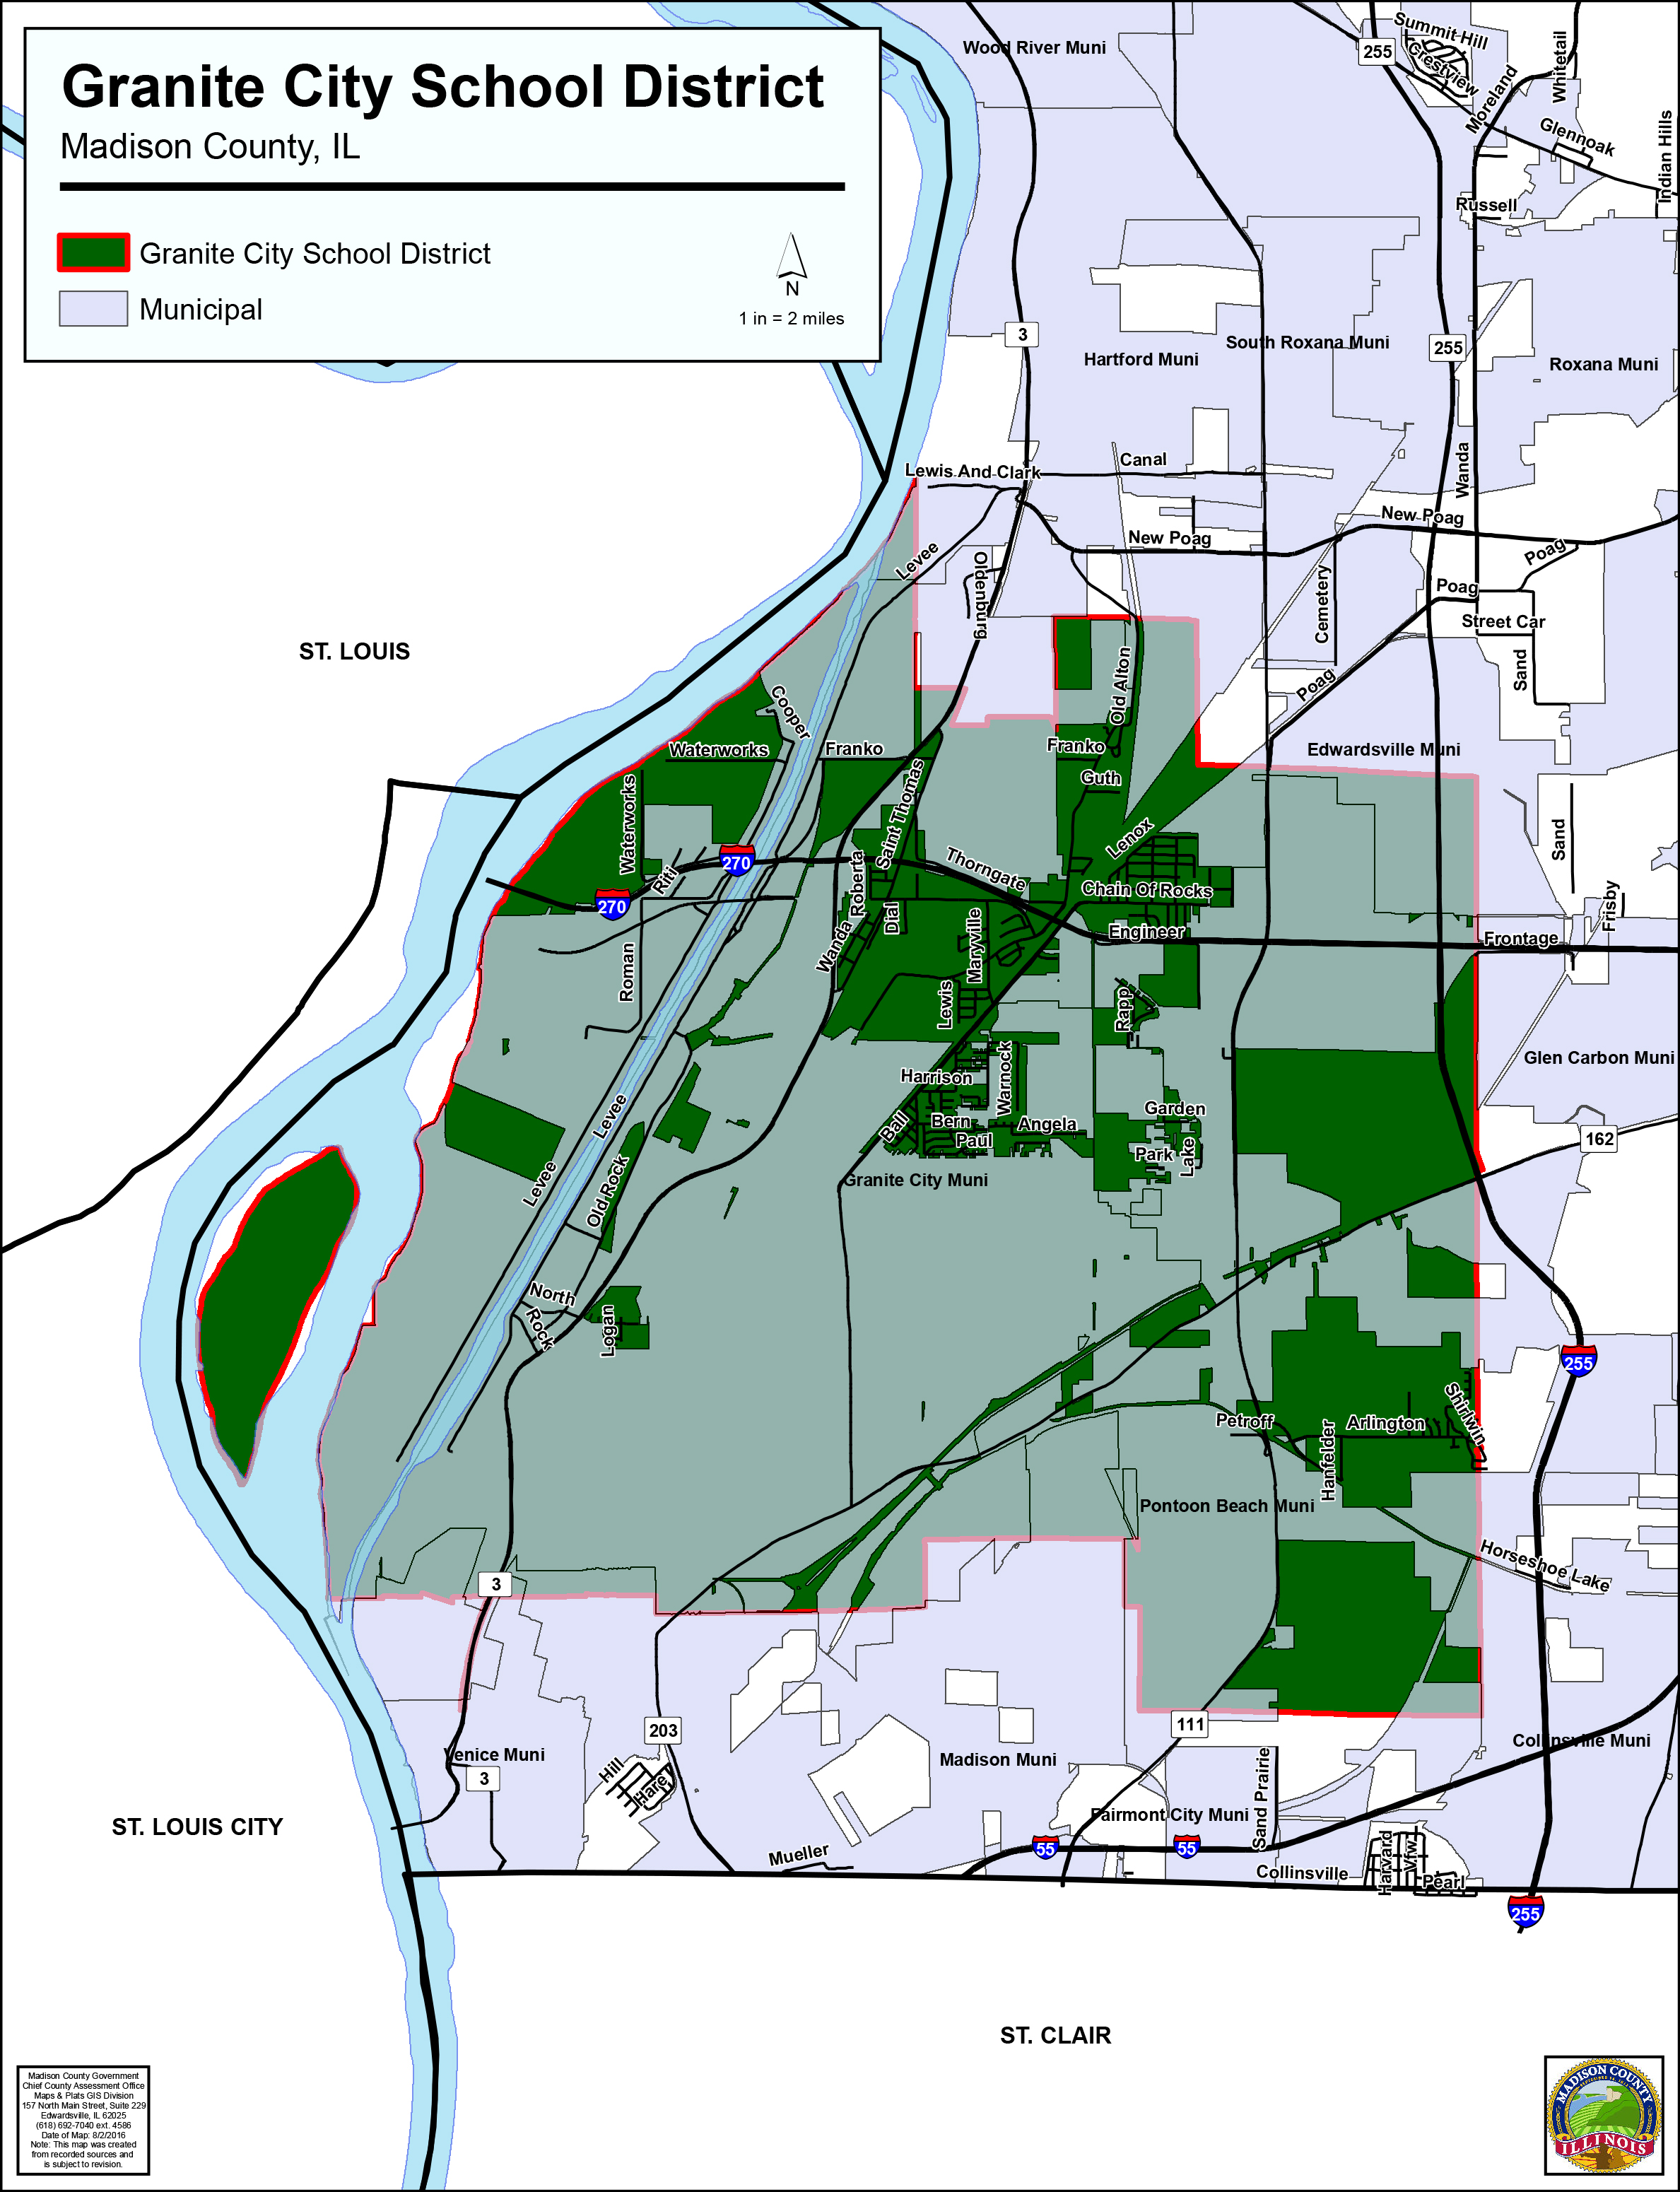 Granite City School District
Madison County, IL
Granite City School District
Municipal
N
1 in = 2 miles
Wood River Muni
255
Summit Hill
Crestview
Moreland
Whitetail
Glennoak
Indian Hills
Russell
3
Hartford Muni
South Roxana Muni
255
Roxana Muni
Lewis And Clark
Canal
Wanda
New Poag
New Poag
Poag
Levee
Oldenburg
Cemetery
Poag
Street Car
Sand
ST. LOUIS
Old Alton
Poag
Cooper
Waterworks
Franko
Franko
Edwardsville Muni
Guth
Waterworks
Saint Thomas
Lenox
Sand
270
Riti
270
Roberta
Thorngate
Chain Of Rocks
Dial
Maryville
Engineer
Frontage
Frisby
Wanda
Roman
Lewis
Rapp
Glen Carbon Muni
Harrison
Warnock
Levee
Ball
Bern
Paul
Angela
Garden
Park
Lake
162
Levee
Old Rock
Granite City Muni
North
Rock
Logan
255
Petroff
Arlington
Shirlwin
Hanfelder
Pontoon Beach Muni
Horseshoe Lake
3
203
111
Venice Muni
3
Hill
Hare
Madison Muni
Collinsville Muni
Sand Prairie
Fairmont City Muni
ST. LOUIS CITY
55
55
Mueller
Collinsville
Harvard
Vfw
Pearl
255
ST. CLAIR
Madison County Government
Chief County Assessment Office
Maps & Plats GIS Division
157 North Main Street, Suite 229
Edwardsville, IL 62025
(618) 692-7040 ext. 4586
Date of Map: 8/2/2016
Note: This map was created
from recorded sources and
is subject to revision.
MADISON COUNTY
ILLINOIS